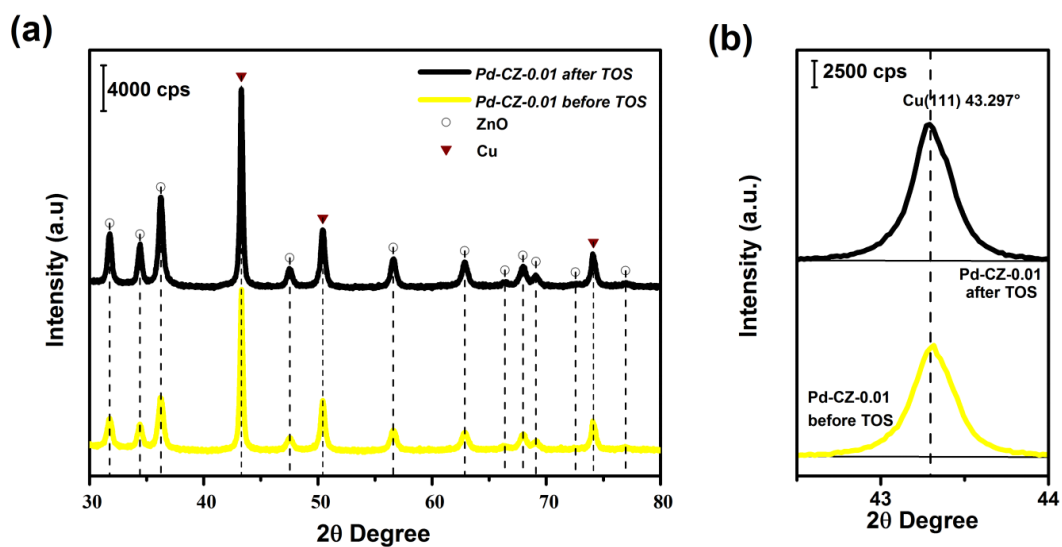 (a)
4000 cps
Pd-CZ-0.01 after TOS
Pd-CZ-0.01 before TOS
ZnO
Cu
Intensity (a.u)
30 40 50 60 70 80
2θ Degree
(b)
2500 cps
Cu(111) 43.297°
Pd-CZ-0.01
after TOS
Pd-CZ-0.01
before TOS
Intensity (a.u.)
43 44
2θ Degree